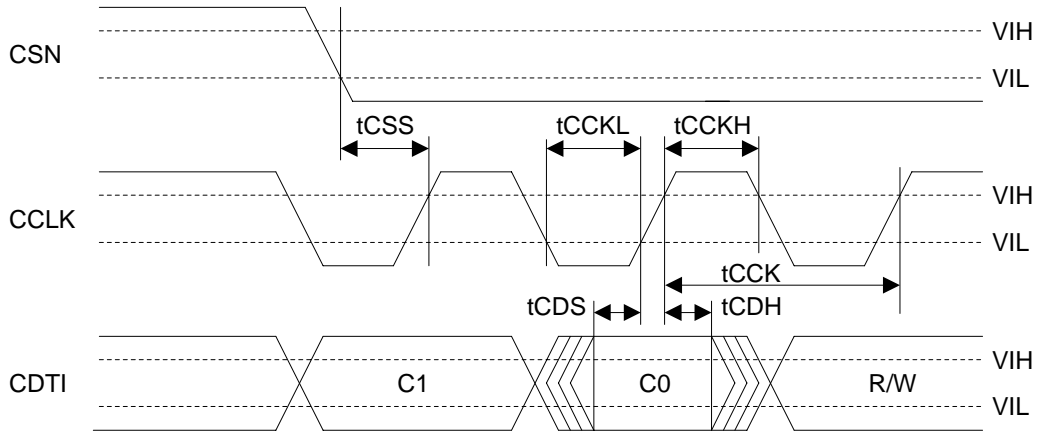 VIH
CSN
VIL
tCSS
tCCKL
tCCKH
VIH
CCLK
VIL
tCCK
tCDS
tCDH
VIH
CDTI
C1
C0
R/W
VIL